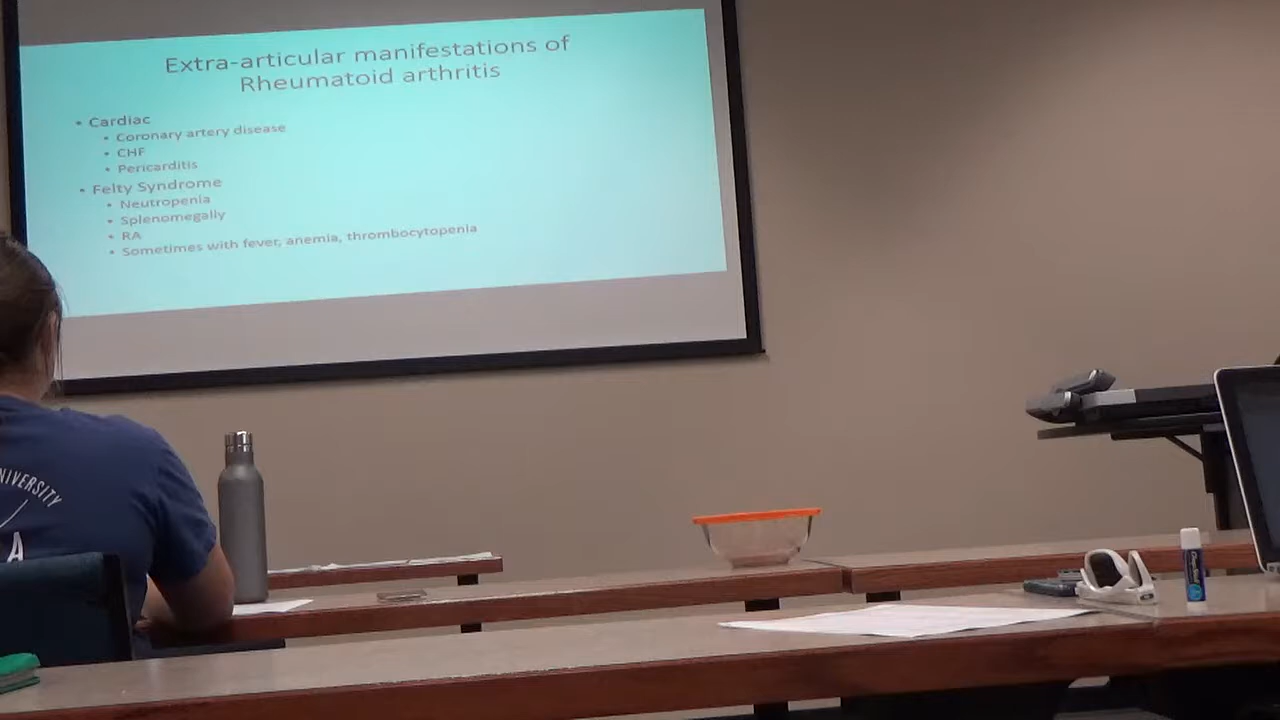 Extra-articular manifestations of
Rheumatoid arthritis
• Cardiac
• Coronary artery disease
• CHF
• Pericarditis
• Felty Syndrome
• Neutropenia
• Splenomegally
• RA
• Sometimes with fever, anemia, thrombocytopenia
NIVERSITY
A